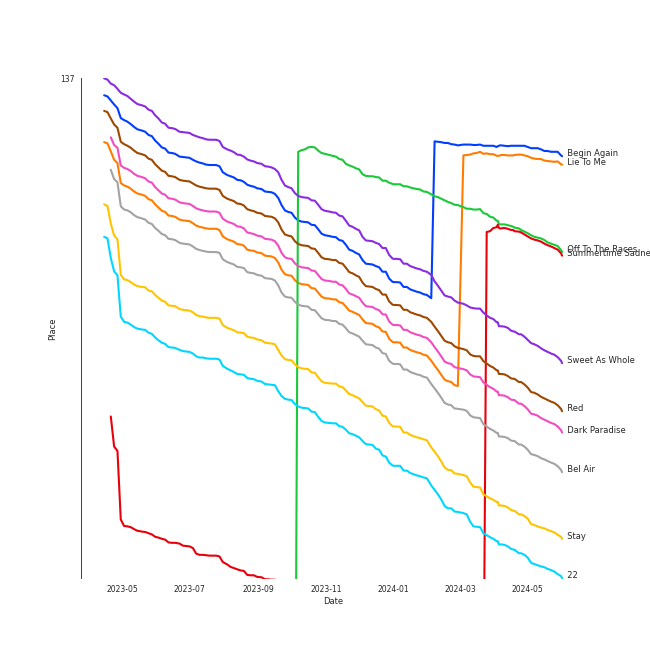 137
Begin Again
Lie To Me
Off To The Races
Summertime Sadne
Sweet As Whole
Red
Dark Paradise
Bel Air
Stay
22
Place
2023-05 2023-07 2023-09 2023-11 2024-01 2024-03 2024-05
Date